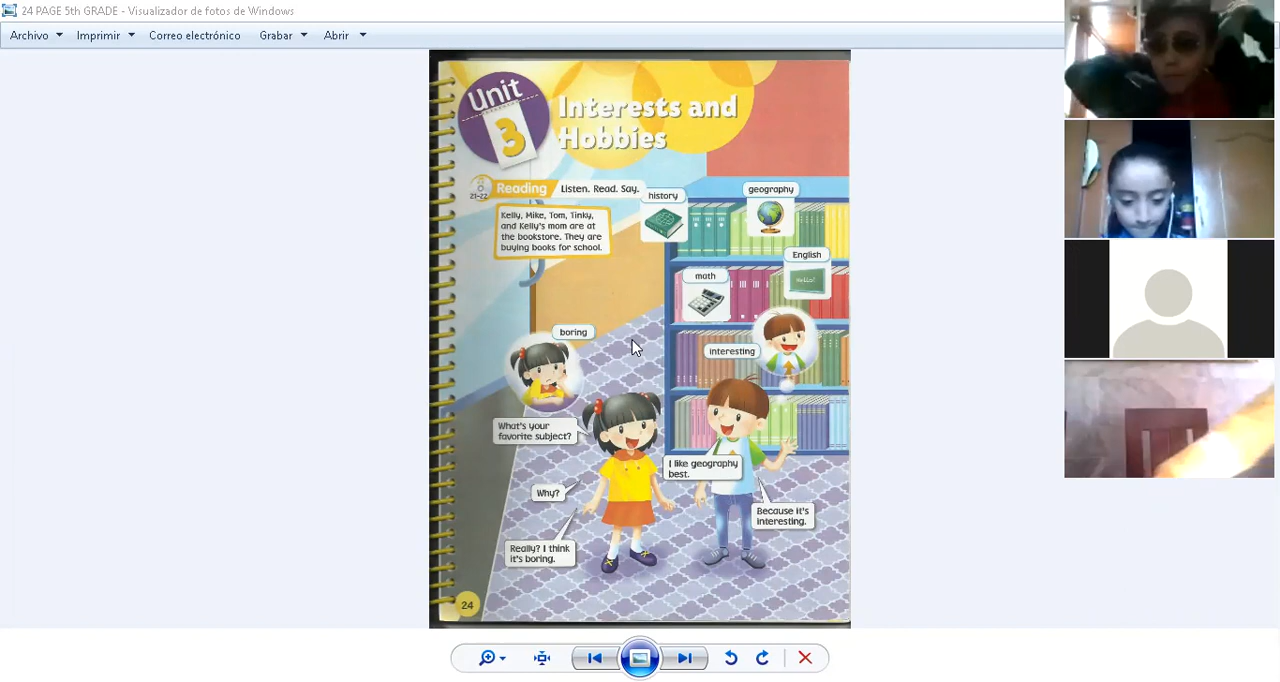 24 PAGE 5th GRADE - Visualizador de fotos de Windows
Archivo Imprimir Correo electrónico Grabar Abrir
Unit
3
Interests and
Hobbies
21-22
Reading Listen. Read. Say.
Kelly, Mike, Tom, Tinky,
and Kelly's mom are at
the bookstore. They are
buying books for school.
history
geography
English
Hello!
math
boring
interesting
What's your
favorite subject?
I like geography
best.
Why?
Because it's
interesting.
Really? I think
it's boring.
24